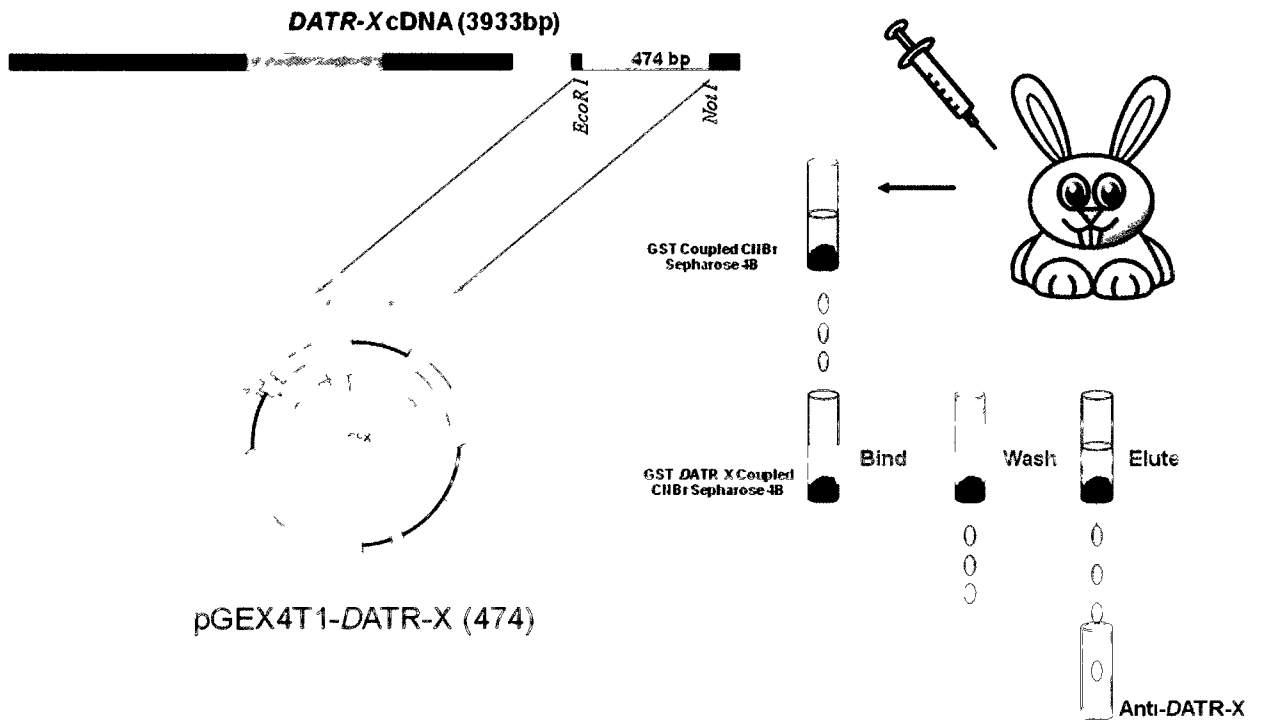 DATR-X cDNA (3933bp)
474 bp
EcoR I
Not I
GST Coupled CNBr
Sepharose 4B
GST DATR X Coupled
CNBr Sepharose 4B
Bind
Wash
Elute
pGEX4T1-DATR-X (474)
Anti-DATR-X